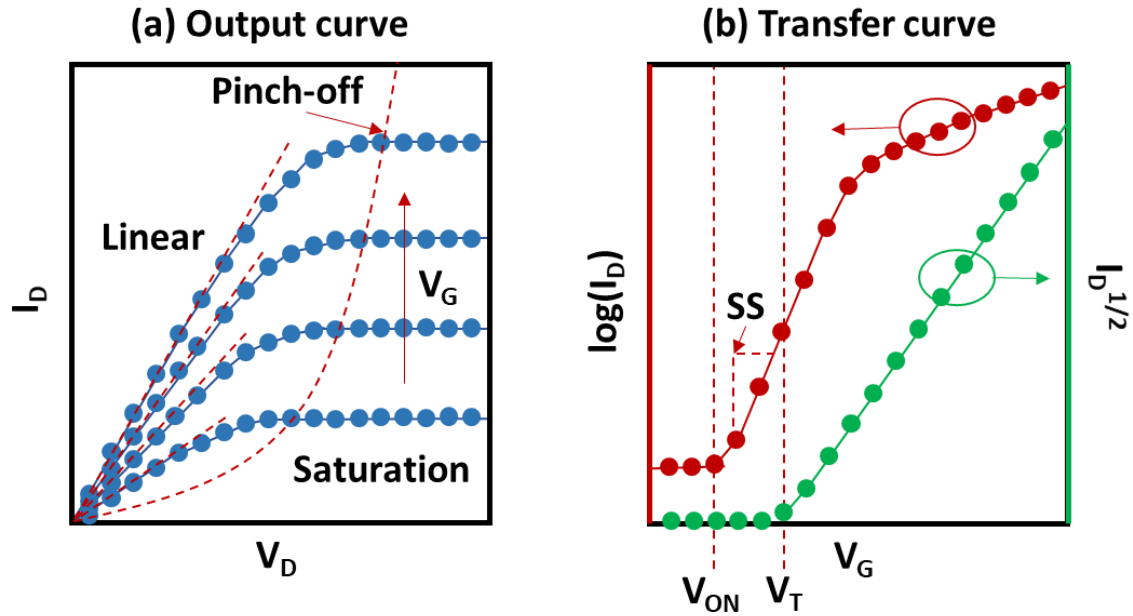 (a) Output curve
Pinch-off
Linear
V_G
Saturation
I_D
V_D
(b) Transfer curve
SS
log(I_D)
I_D^1/2
V_G
V_ON
V_T